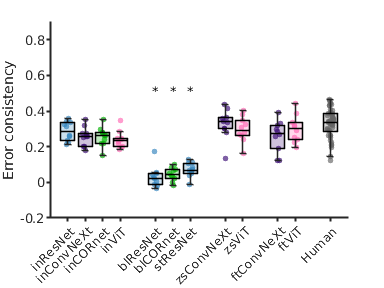 Error consistency
0.8
0.6
0.4
0.2
0
-0.2
* * *
inResNet
inConvNeXt
inCORnet
inViT
blResNet
blCORnet
stResNet
zsConvNeXt
zsViT
ftConvNeXt
ftViT
Human